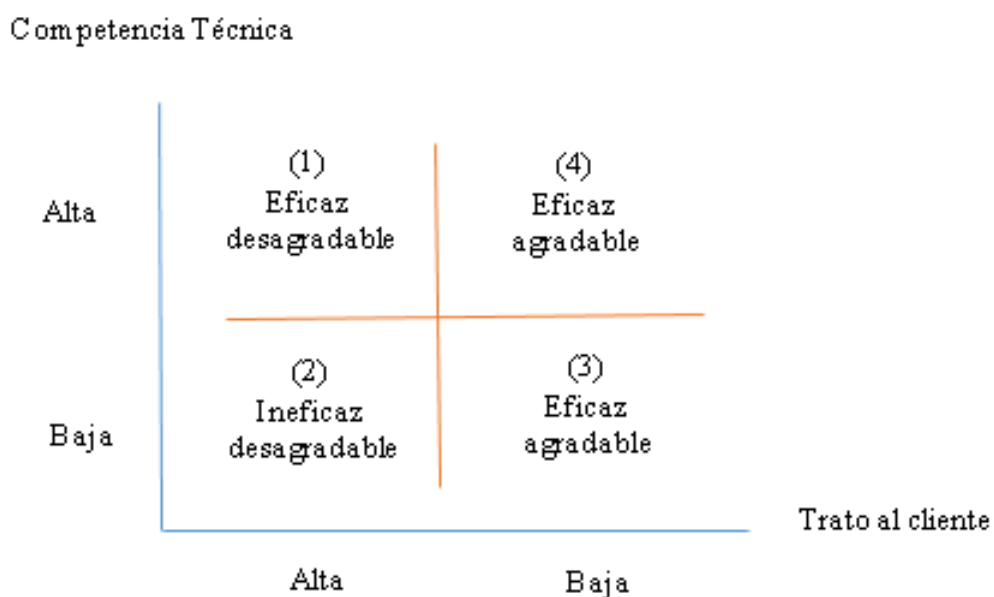 Competencia Técnica
(1)
Eficaz
desagradable
(4)
Eficaz
agradable
Alta
(2)
Ineficaz
desagradable
(3)
Eficaz
agradable
Baja
Trato al cliente
Alta
Baja